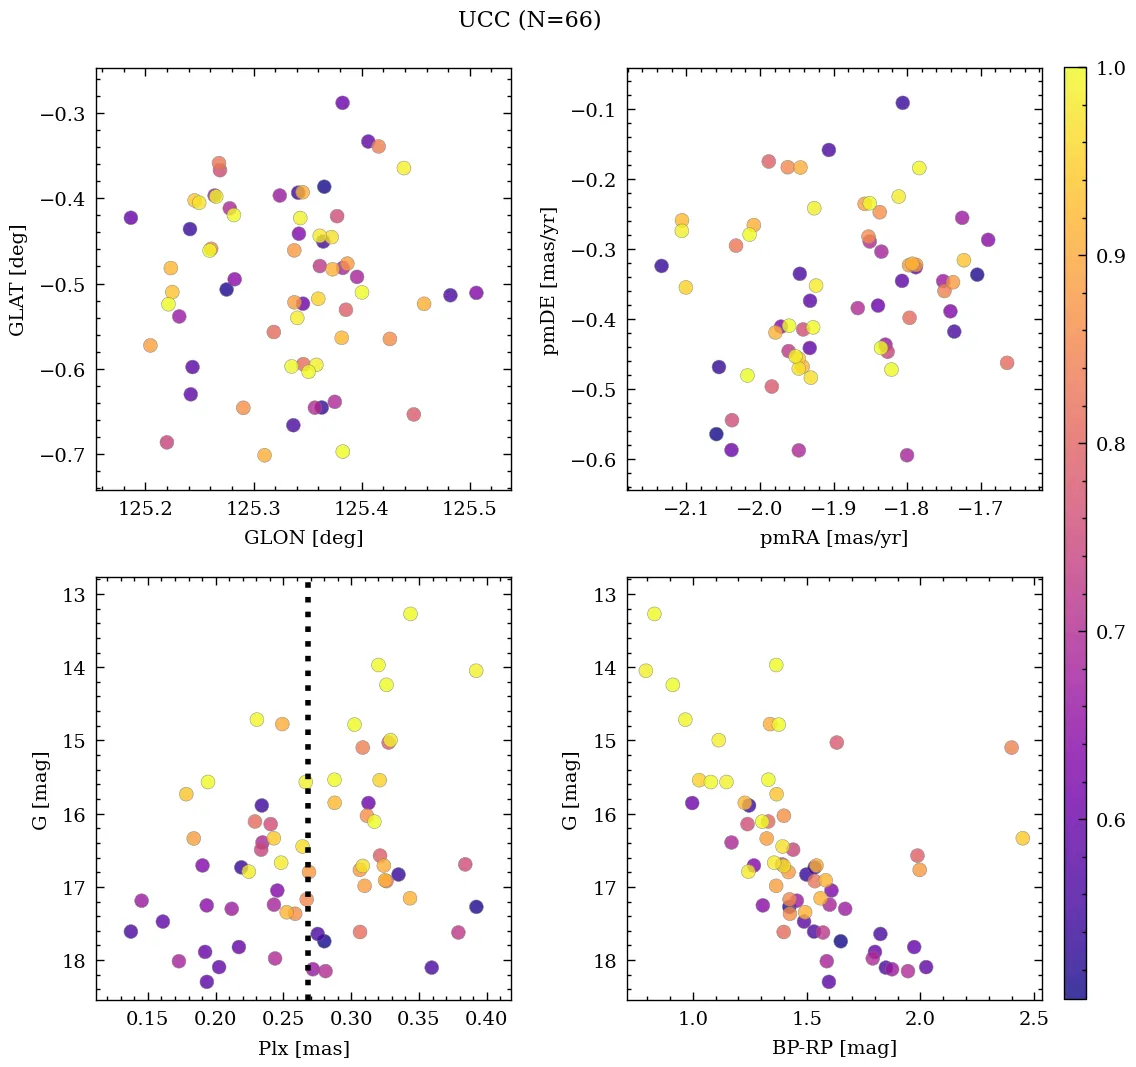 UCC (N=66)
−0.3
−0.4
−0.5
−0.6
−0.7
GLAT [deg]
125.2 125.3 125.4 125.5
GLON [deg]
−0.1
−0.2
−0.3
−0.4
−0.5
−0.6
pmDE [mas/yr]
−2.1 −2.0 −1.9 −1.8 −1.7
pmRA [mas/yr]
13
14
15
16
17
18
G [mag]
0.15 0.20 0.25 0.30 0.35 0.40
Plx [mas]
13
14
15
16
17
18
G [mag]
1.0 1.5 2.0 2.5
BP-RP [mag]
1.0
0.9
0.8
0.7
0.6